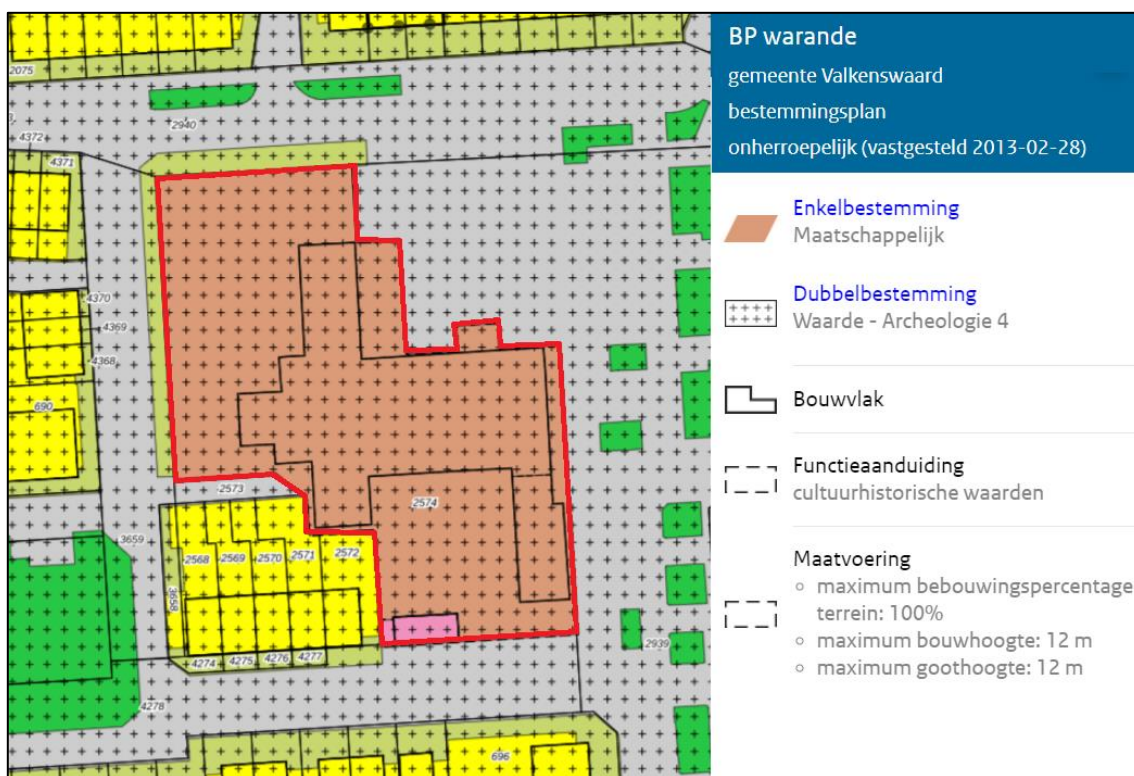 2075
4372
4371
2940
4370
4369
4368
690
2573
2574
3659
2568
2569
2570
2571
2572
3658
4274
4275
4276
4277
2939
4278
696
BP warande
gemeente Valkenswaard
bestemmingsplan
onherroepelijk (vastgesteld 2013-02-28)
Enkelbestemming
Maatschappelijk
Dubbelbestemming
Waarde - Archeologie 4
Bouwvlak
Functieaanduiding
cultuurhistorische waarden
Maatvoering
maximum bebouwingspercentage
terrein: 100%
maximum bouwhoogte: 12 m
maximum goothoogte: 12 m